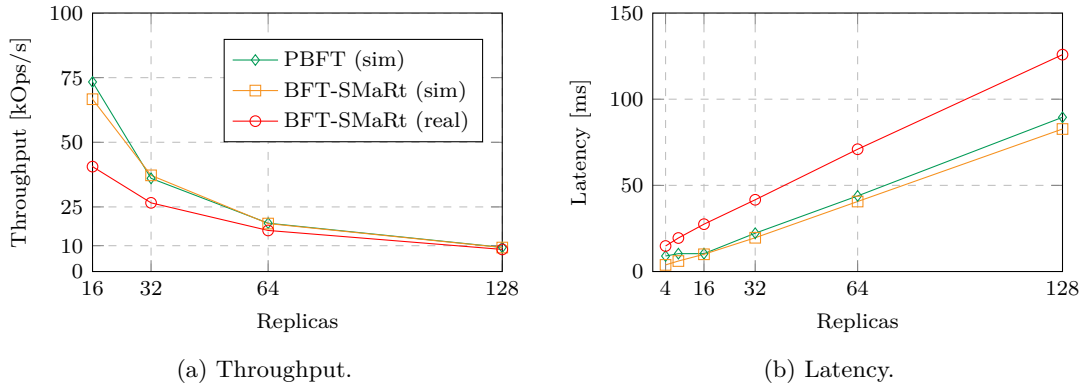 100
75
50
25
10
0
16
32
64
128
Throughput [kOps/s]
Replicas
PBFT (sim)
BFT-SMaRt (sim)
BFT-SMaRt (real)
(a) Throughput.
150
100
50
0
4
16
32
64
128
Latency [ms]
Replicas
(b) Latency.